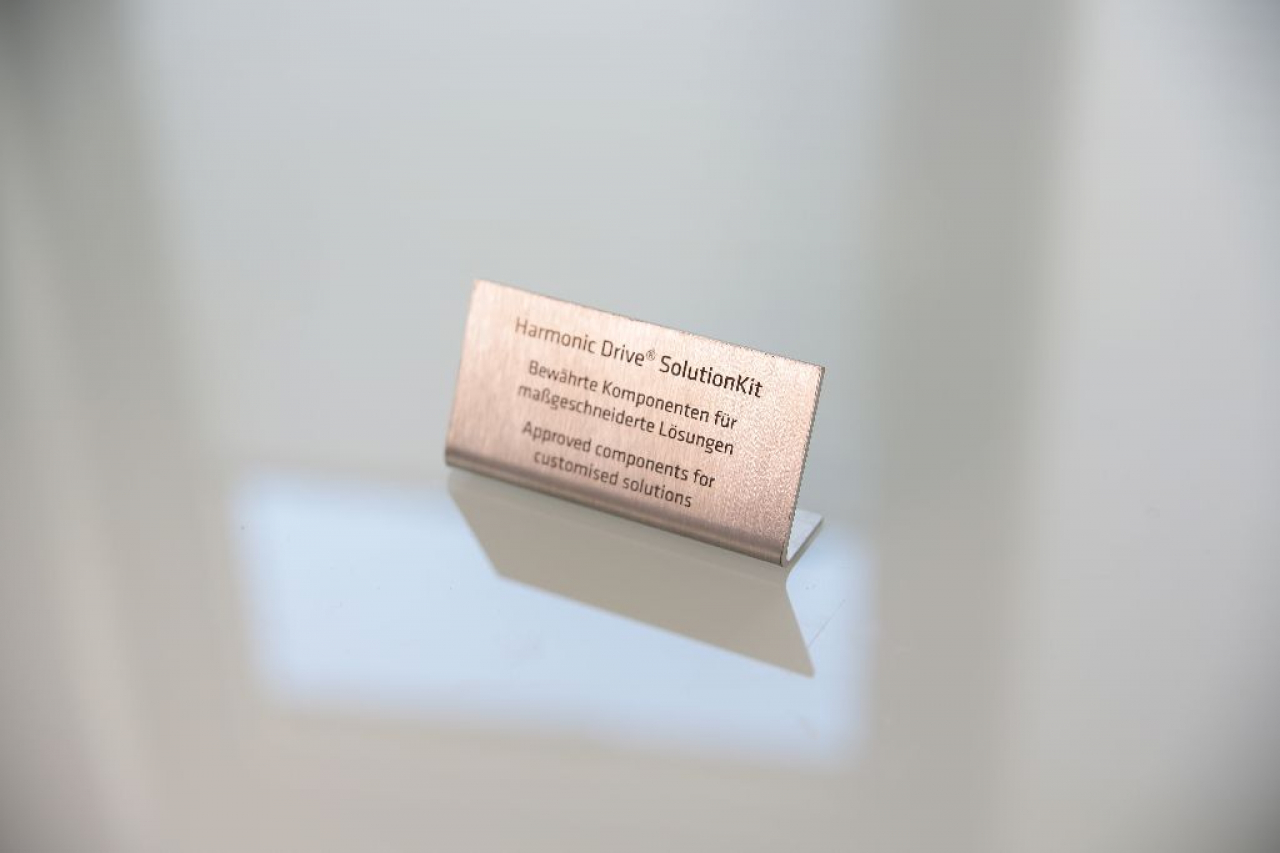 Harmonic Drive® SolutionKit
Bewährte Komponenten für
maßgeschneiderte Lösungen
Approved components for
customised solutions